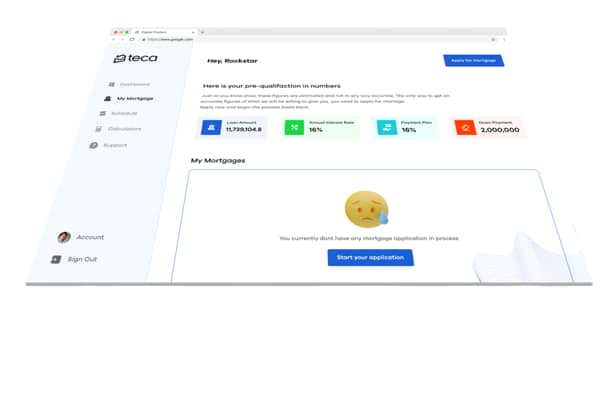 Digital Product
https://www.google.com
teca
Hey, Rockstar
Apply for mortgage
Dashboard
My Mortgage
Schedule
Calculators
Support
Here is your pre-qualifaction in numbers
Just so you know okay, these figures are estimated and not in any way accurate. The only way to get an
accurate figures of what we will be willing to give you, you need to apply for mortage.
Apply now and begin the process
Loan Amount
11,739,104.8
Annual Interest Rate
16%
Payment Plan
16%
Down Payment
2,000,000
My Mortgages
You currently dont have any mortgage application in process
Start your application
Account
Sign Out